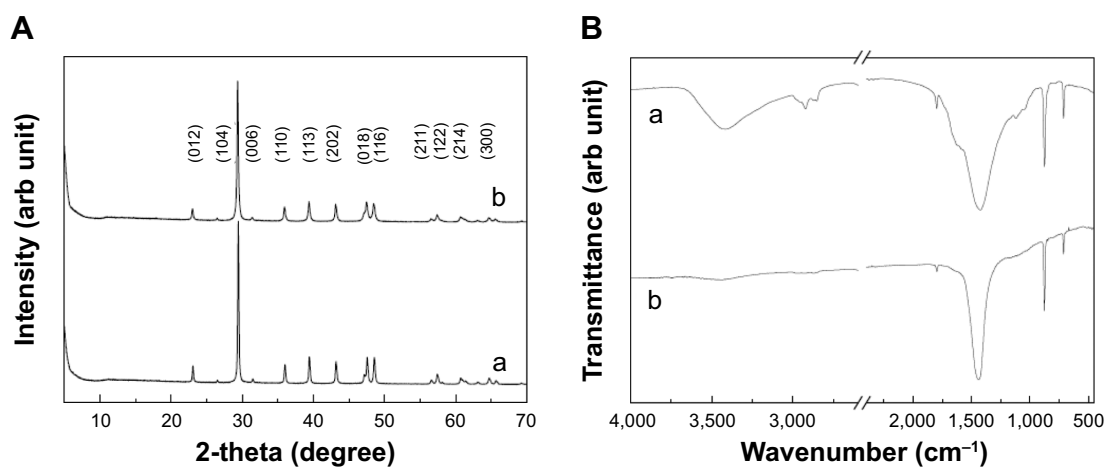 A
Intensity (arb unit)
(012)
(104)
(006)
(110)
(113)
(202)
(018)
(116)
(211)
(122)
(214)
(300)
b
a
10 20 30 40 50 60 70
2-theta (degree)
B
Transmittance (arb unit)
a
b
4,000 3,500 3,000 2,000 1,500 1,000 500
Wavenumber (cm⁻¹)